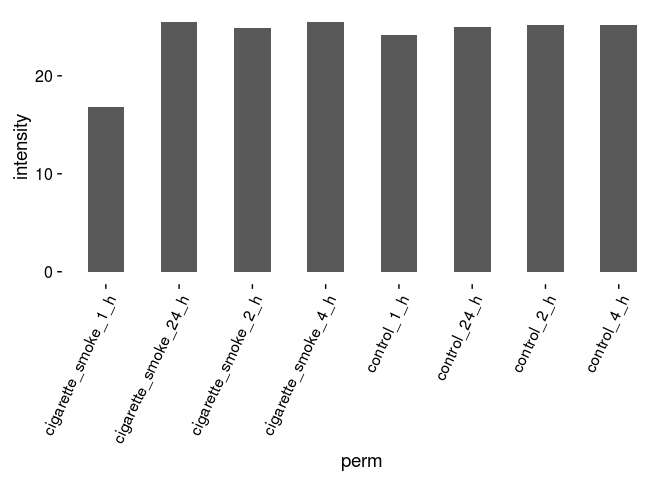 intensity
20
10
0
cigarette_smoke_1_h
cigarette_smoke_24_h
cigarette_smoke_2_h
cigarette_smoke_4_h
control_1_h
control_24_h
control_2_h
control_4_h
perm